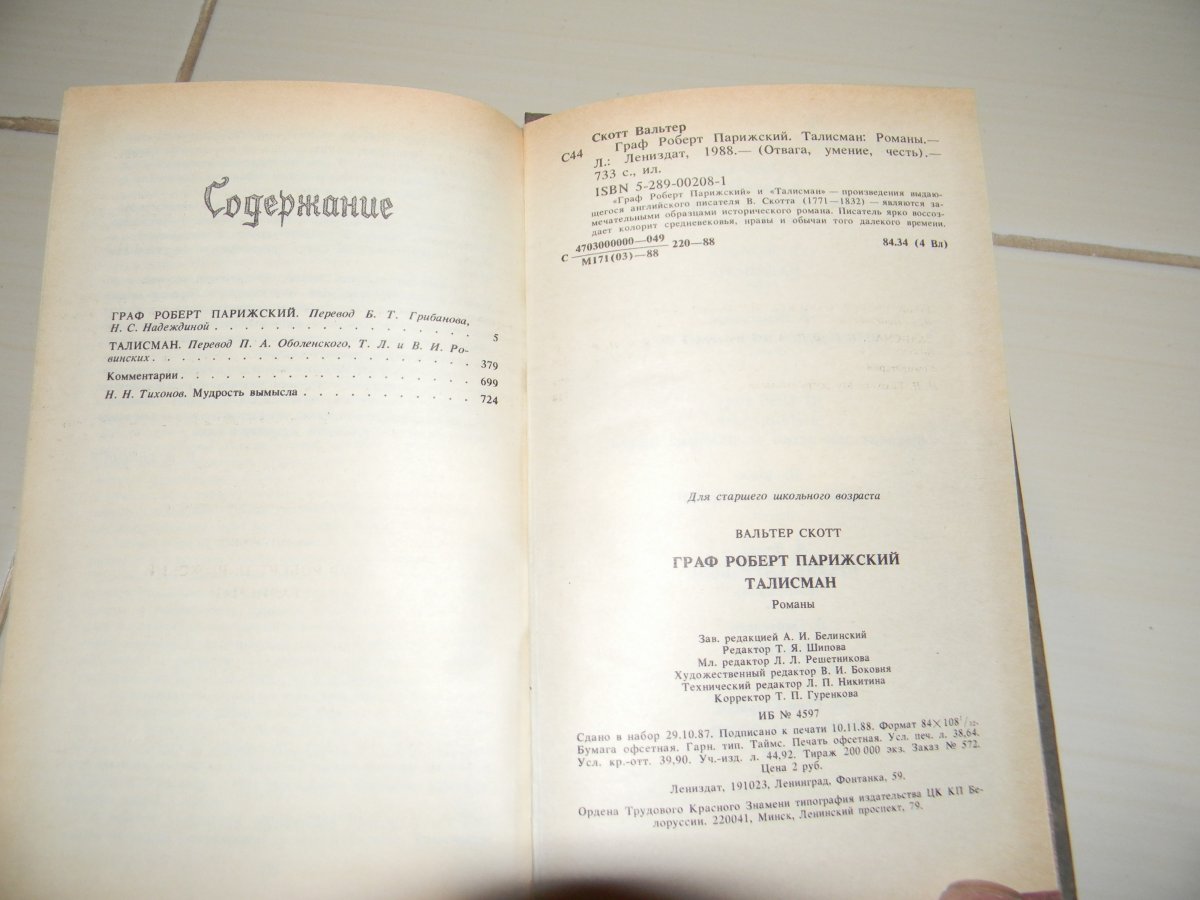 Содержание
ГРАФ РОБЕРТ ПАРИЖСКИЙ. Перевод Б. Т. Грибанова,
Н. С. Надеждиной . . . . . . . . . . . . . . . . 5
ТАЛИСМАН. Перевод П. А. Оболенского, Т. Л. и В. И. Ро-
винских . . . . . . . . . . . . . . . . . . . 379
Комментарии . . . . . . . . . . . . . . . . . . 699
Н. Н. Тихонов. Мудрость вымысла . . . . . . . . . . . 724
Скотт Вальтер
С44 Граф Роберт Парижский. Талисман: Романы.—
Л.: Лениздат, 1988.— (Отвага, умение, честь).—
733 с., ил.
ISBN 5-289-00208-1
«Граф Роберт Парижский» и «Талисман» — произведения выдаю-
щегося английского писателя В. Скотта (1771—1832) — являются за-
мечательными образцами исторического романа. Писатель ярко воссоз-
дает колорит средневековья, нравы и обычаи того далекого времени.
С 4703000000—049 220—88 84.34 (4 Вл)
М171(03)—88
Для старшего школьного возраста
ВАЛЬТЕР СКОТТ
ГРАФ РОБЕРТ ПАРИЖСКИЙ
ТАЛИСМАН
Романы
Зав. редакцией А. И. Белинский
Редактор Т. Я. Шипова
Мл. редактор Л. Л. Решетникова
Художественный редактор В. И. Боковня
Технический редактор Л. П. Никитина
Корректор Т. П. Гуренкова
ИБ № 4597
Сдано в набор 29.10.87. Подписано к печати 10.11.88. Формат 84×108¹/₃₂.
Бумага офсетная. Гарн. тип. Таймс. Печать офсетная. Усл. печ. л. 38,64.
Усл. кр.-отт. 39,90. Уч.-изд. л. 44,92. Тираж 200 000 экз. Заказ № 572.
Цена 2 руб.
Лениздат, 191023, Ленинград, Фонтанка, 59.
Ордена Трудового Красного Знамени типография издательства ЦК КП Бе-
лоруссии. 220041, Минск, Ленинский проспект, 79.